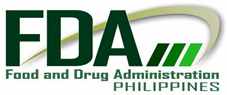 FDA
Food and Drug Administration
PHILIPPINES